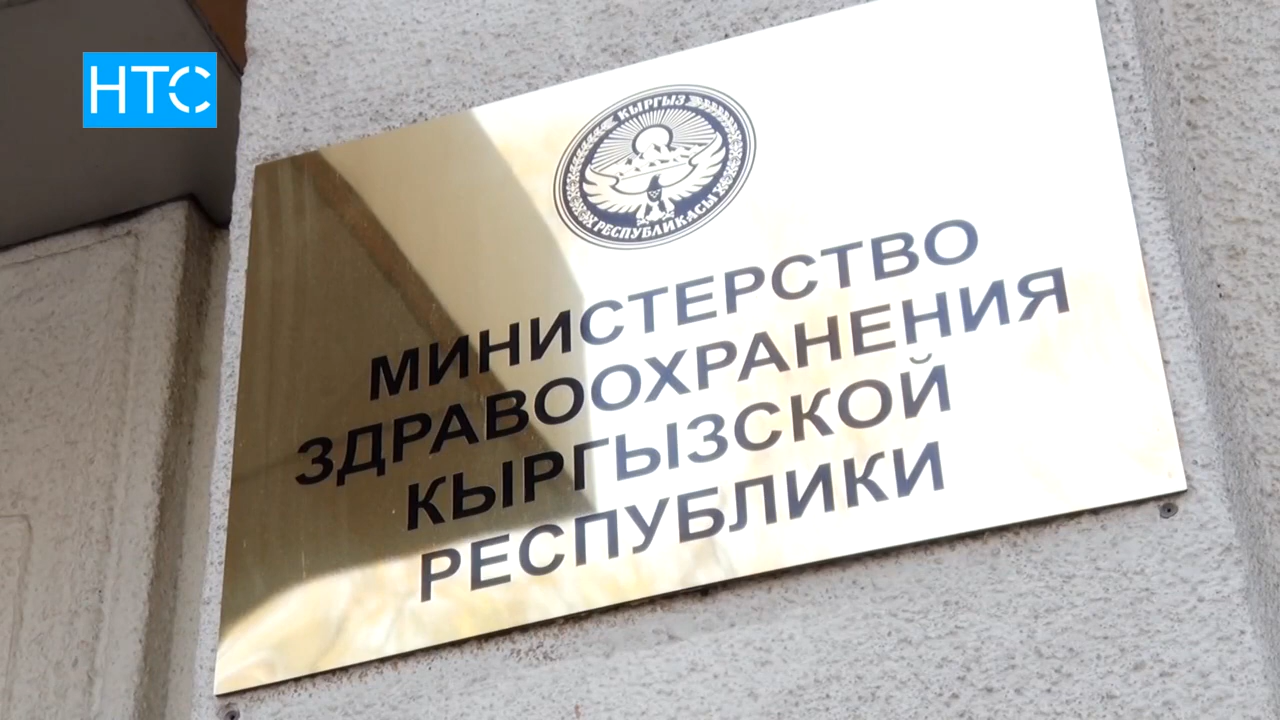 НТС
КЫРГЫЗ
РЕСПУБЛИКАСЫ
МИНИСТЕРСТВО
ЗДРАВООХРАНЕНИЯ
КЫРГЫЗСКОЙ
РЕСПУБЛИКИ